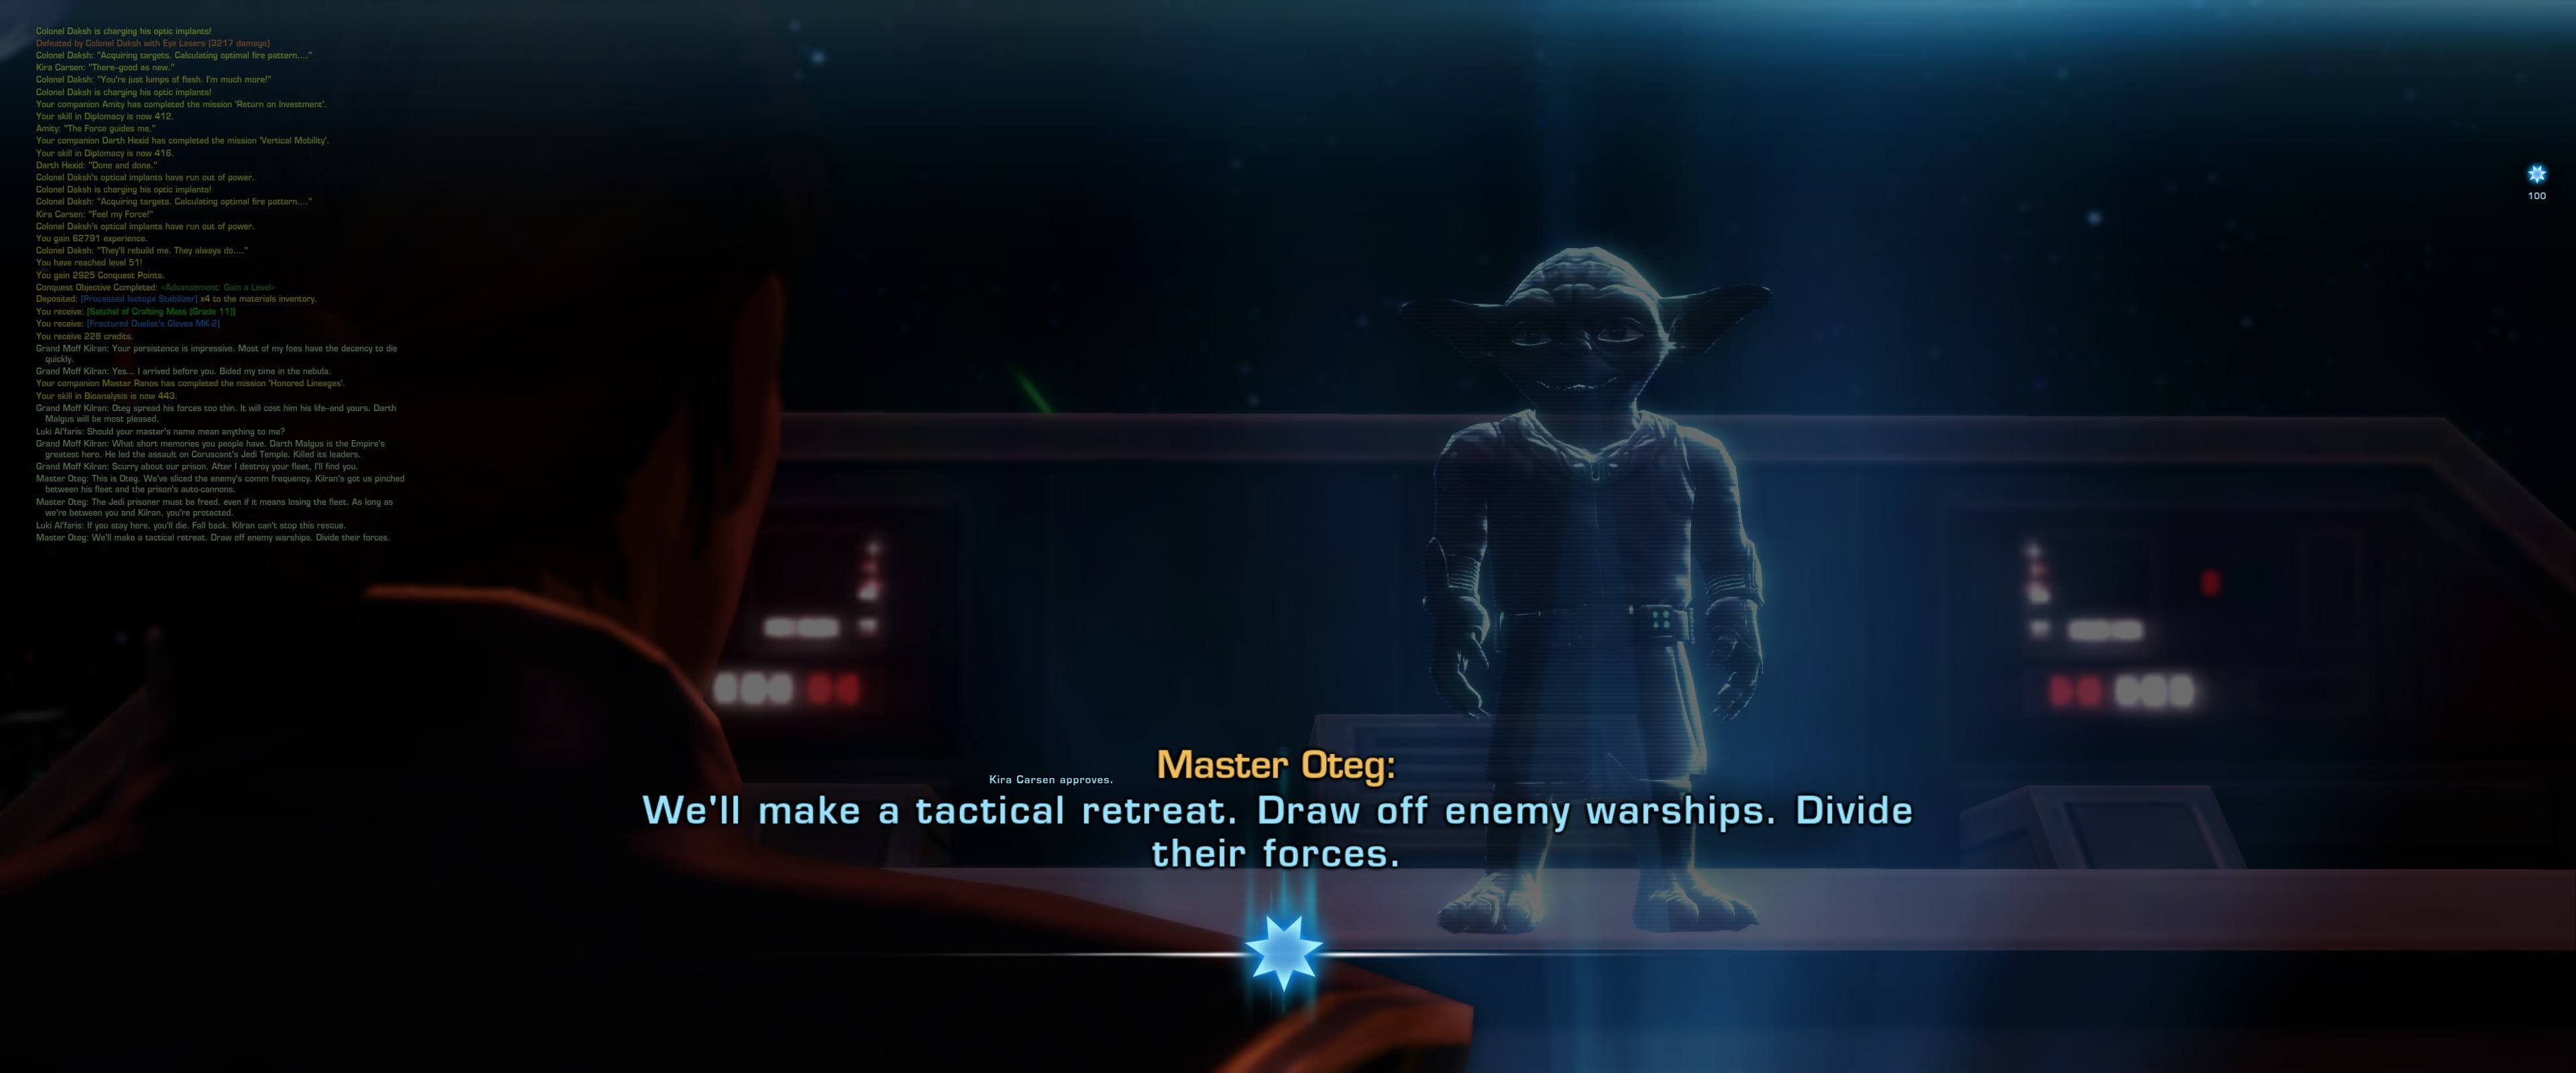 Colonel Daksh is charging his optic implants!
Defeated by Colonel Daksh with Eye Lasers (3217 damage)
Colonel Daksh: "Acquiring targets. Calculating optimal fire pattern...."
Kira Carsen: "There-good as new."
Colonel Daksh: "You're just lumps of flesh. I'm much more!"
Colonel Daksh is charging his optic implants!
Your companion Amity has completed the mission 'Return on Investment'.
Your skill in Diplomacy is now 412.
Amity: "The Force guides me."
Your companion Darth Hexid has completed the mission 'Vertical Mobility'.
Your skill in Diplomacy is now 416.
Darth Hexid: "Done and done."
Colonel Daksh's optical implants have run out of power.
Colonel Daksh is charging his optic implants!
Colonel Daksh: "Acquiring targets. Calculating optimal fire pattern...."
Kira Carsen: "Feel my Force!"
Colonel Daksh's optical implants have run out of power.
You gain 62791 experience.
Colonel Daksh: "They'll rebuild me. They always do...."
You have reached level 51!
You gain 2925 Conquest Points.
Conquest Objective Completed: <Advancement: Gain a Level>
Deposited: [Processed Isotope Stabilizer] x4 to the materials inventory.
You receive: [Satchel of Crafting Mats (Grade 11)]
You receive: [Fractured Duelist's Gloves MK-2]
You receive 228 credits.
Grand Moff Kilran: Your persistence is impressive. Most of my foes have the decency to die
quickly.
Grand Moff Kilran: Yes... I arrived before you. Bided my time in the nebula.
Your companion Master Ranos has completed the mission 'Honored Lineages'.
Your skill in Bioanalysis is now 443.
Grand Moff Kilran: Oteg spread his forces too thin. It will cost him his life-and yours. Darth
Malgus will be most pleased.
Luki Al'faris: Should your master's name mean anything to me?
Grand Moff Kilran: What short memories you people have. Darth Malgus is the Empire's
greatest hero. He led the assault on Coruscant's Jedi Temple. Killed its leaders.
Grand Moff Kilran: Scurry about our prison. After I destroy your fleet, I'll find you.
Master Oteg: This is Oteg. We've sliced the enemy's comm frequency. Kilran's got us pinched
between his fleet and the prison's auto-cannons.
Master Oteg: The Jedi prisoner must be freed, even if it means losing the fleet. As long as
we're between you and Kilran, you're protected.
Luki Al'faris: If you stay here, you'll die. Fall back. Kilran can't stop this rescue.
Master Oteg: We'll make a tactical retreat. Draw off enemy warships. Divide their forces.
100
Kira Carsen approves.
Master Oteg:
We'll make a tactical retreat. Draw off enemy warships. Divide
their forces.